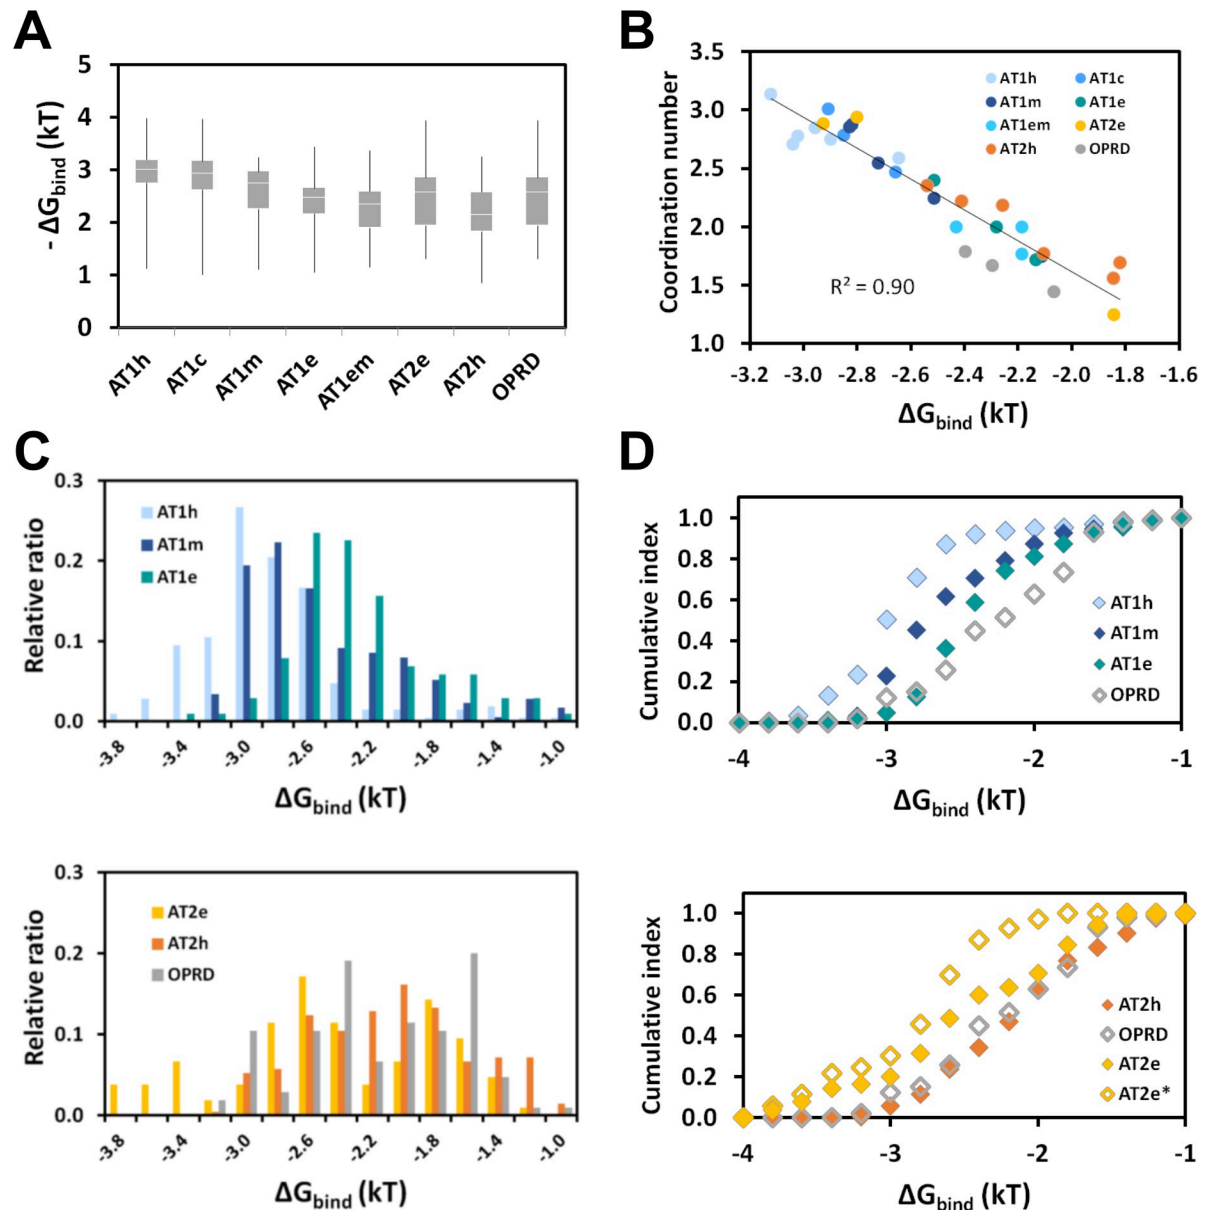 A
5
4
3
2
1
0
- ΔGbind (kT)
AT1h
AT1c
AT1m
AT1e
AT1em
AT2e
AT2h
OPRD
B
3.5
3.0
2.5
2.0
1.5
1.0
Coordination number
AT1h
AT1c
AT1m
AT1e
AT1em
AT2e
AT2h
OPRD
R² = 0.90
-3.2 -3.0 -2.8 -2.6 -2.4 -2.2 -2.0 -1.8 -1.6
ΔGbind (kT)
C
0.3
0.2
0.1
0.0
Relative ratio
AT1h
AT1m
AT1e
-3.8 -3.4 -3.0 -2.6 -2.2 -1.8 -1.4 -1.0
ΔGbind (kT)
0.3
0.2
0.1
0.0
Relative ratio
AT2e
AT2h
OPRD
-3.8 -3.4 -3.0 -2.6 -2.2 -1.8 -1.4 -1.0
ΔGbind (kT)
D
1.0
0.8
0.6
0.4
0.2
0.0
Cumulative index
AT1h
AT1m
AT1e
OPRD
-4 -3 -2 -1
ΔGbind (kT)
1.0
0.8
0.6
0.4
0.2
0.0
Cumulative index
AT2h
OPRD
AT2e
AT2e*
-4 -3 -2 -1
ΔGbind (kT)